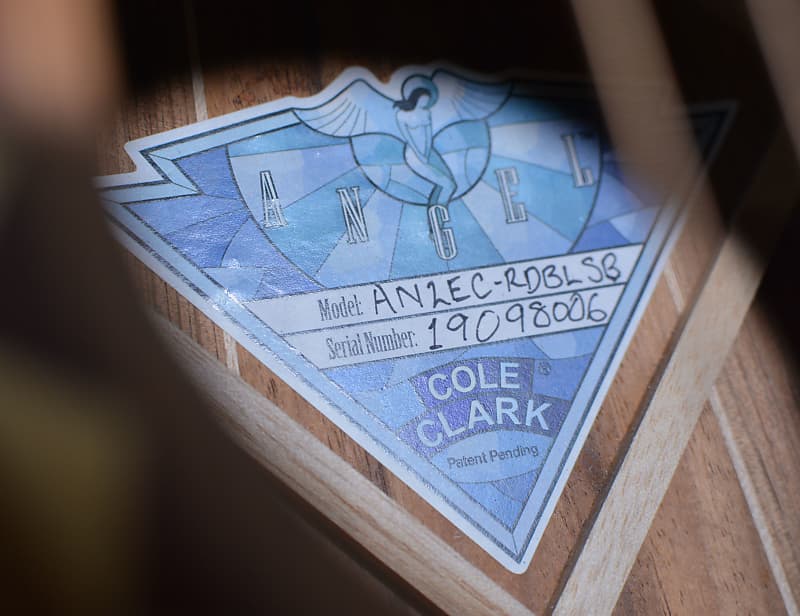 ANGEL
Model: AN2EC-RDBLSB
Serial Number: 19098006
COLE ®
CLARK
Patent Pending